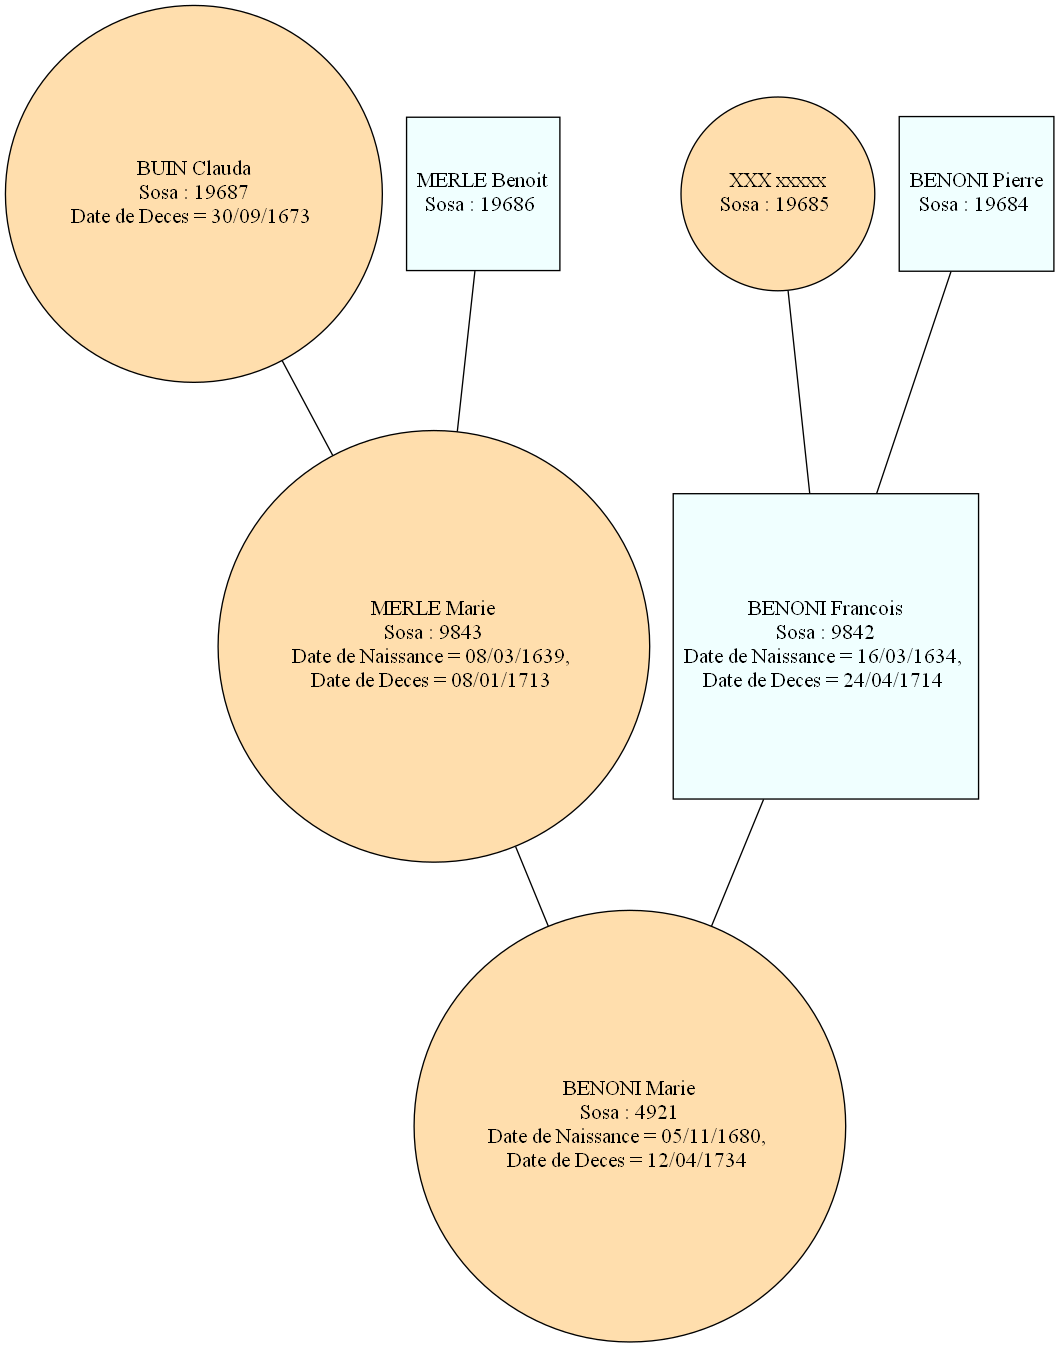 BUIN Clauda
Sosa : 19687
Date de Deces = 30/09/1673
MERLE Benoit
Sosa : 19686
XXX xxxxx
Sosa : 19685
BENONI Pierre
Sosa : 19684
MERLE Marie
Sosa : 9843
Date de Naissance = 08/03/1639,
Date de Deces = 08/01/1713
BENONI Francois
Sosa : 9842
Date de Naissance = 16/03/1634,
Date de Deces = 24/04/1714
BENONI Marie
Sosa : 4921
Date de Naissance = 05/11/1680,
Date de Deces = 12/04/1734